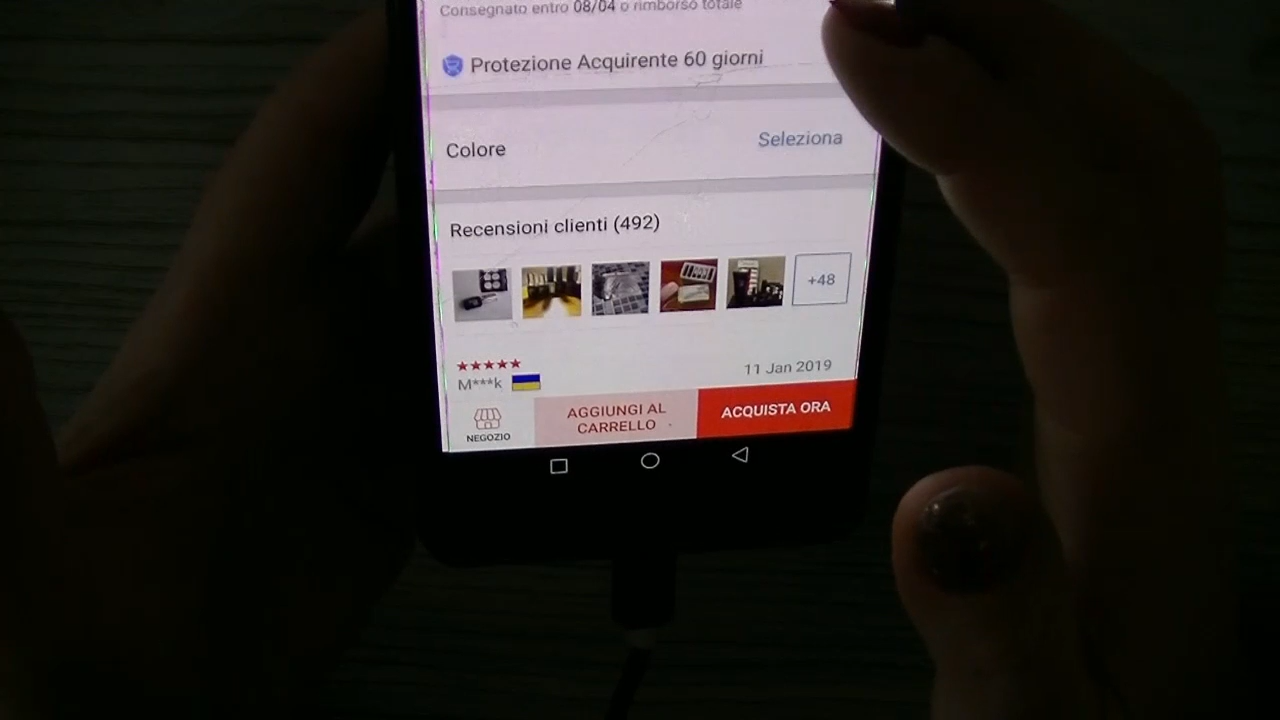 Consegnato entro 08/04 o rimborso totale
Protezione Acquirente 60 giorni
Colore
Seleziona
Recensioni clienti (492)
+48
★★★★★
11 Jan 2019
M***k
NEGOZIO
AGGIUNGI AL
CARRELLO
ACQUISTA ORA